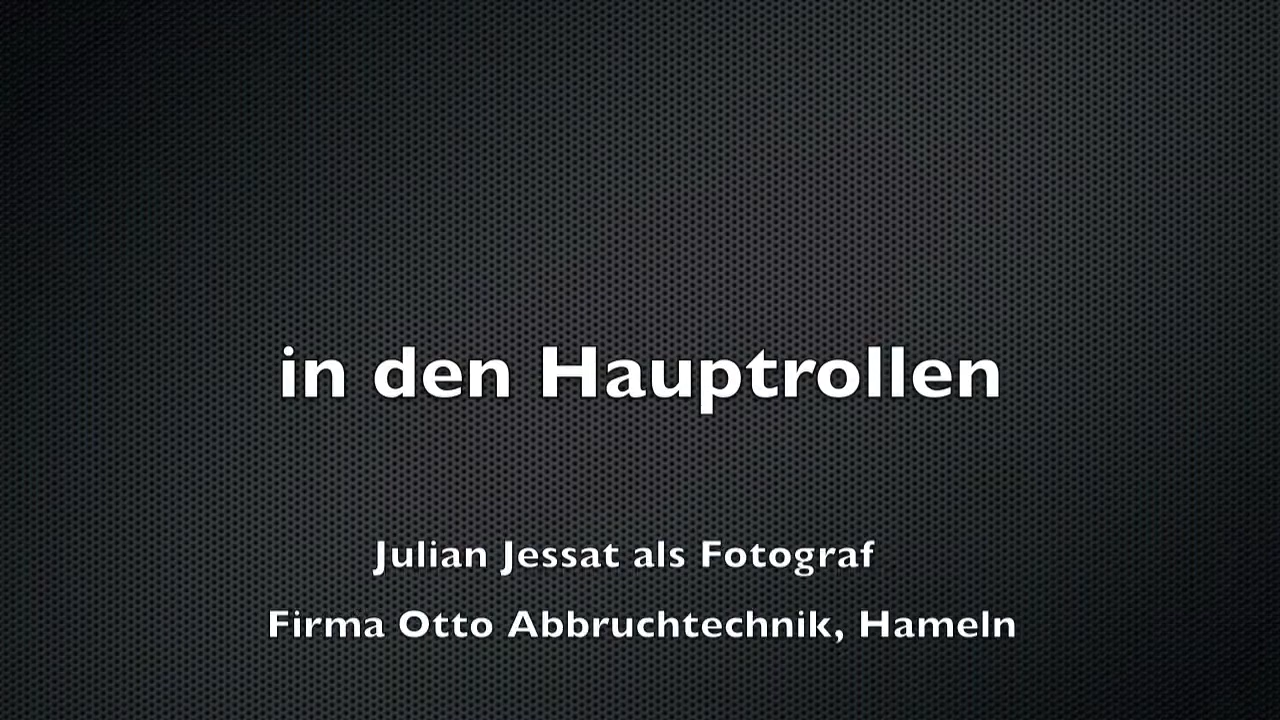 in den Hauptrollen
Julian Jessat als Fotograf
Firma Otto Abbruchtechnik, Hameln